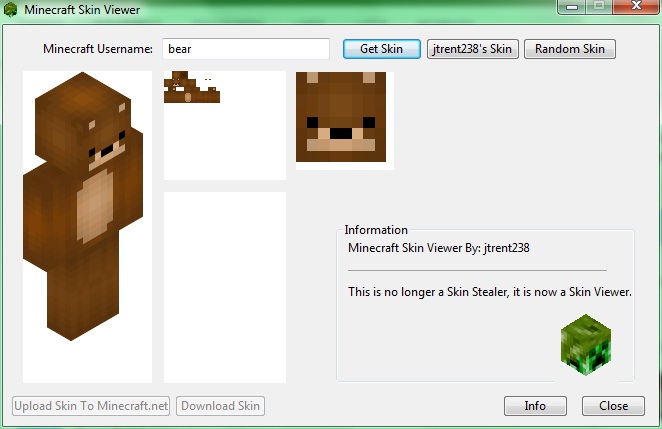 Minecraft Skin Viewer
Minecraft Username: bear Get Skin jtrent238's Skin Random Skin
Information
Minecraft Skin Viewer By: jtrent238
This is no longer a Skin Stealer, it is now a Skin Viewer.
Upload Skin To Minecraft.net Download Skin Info Close